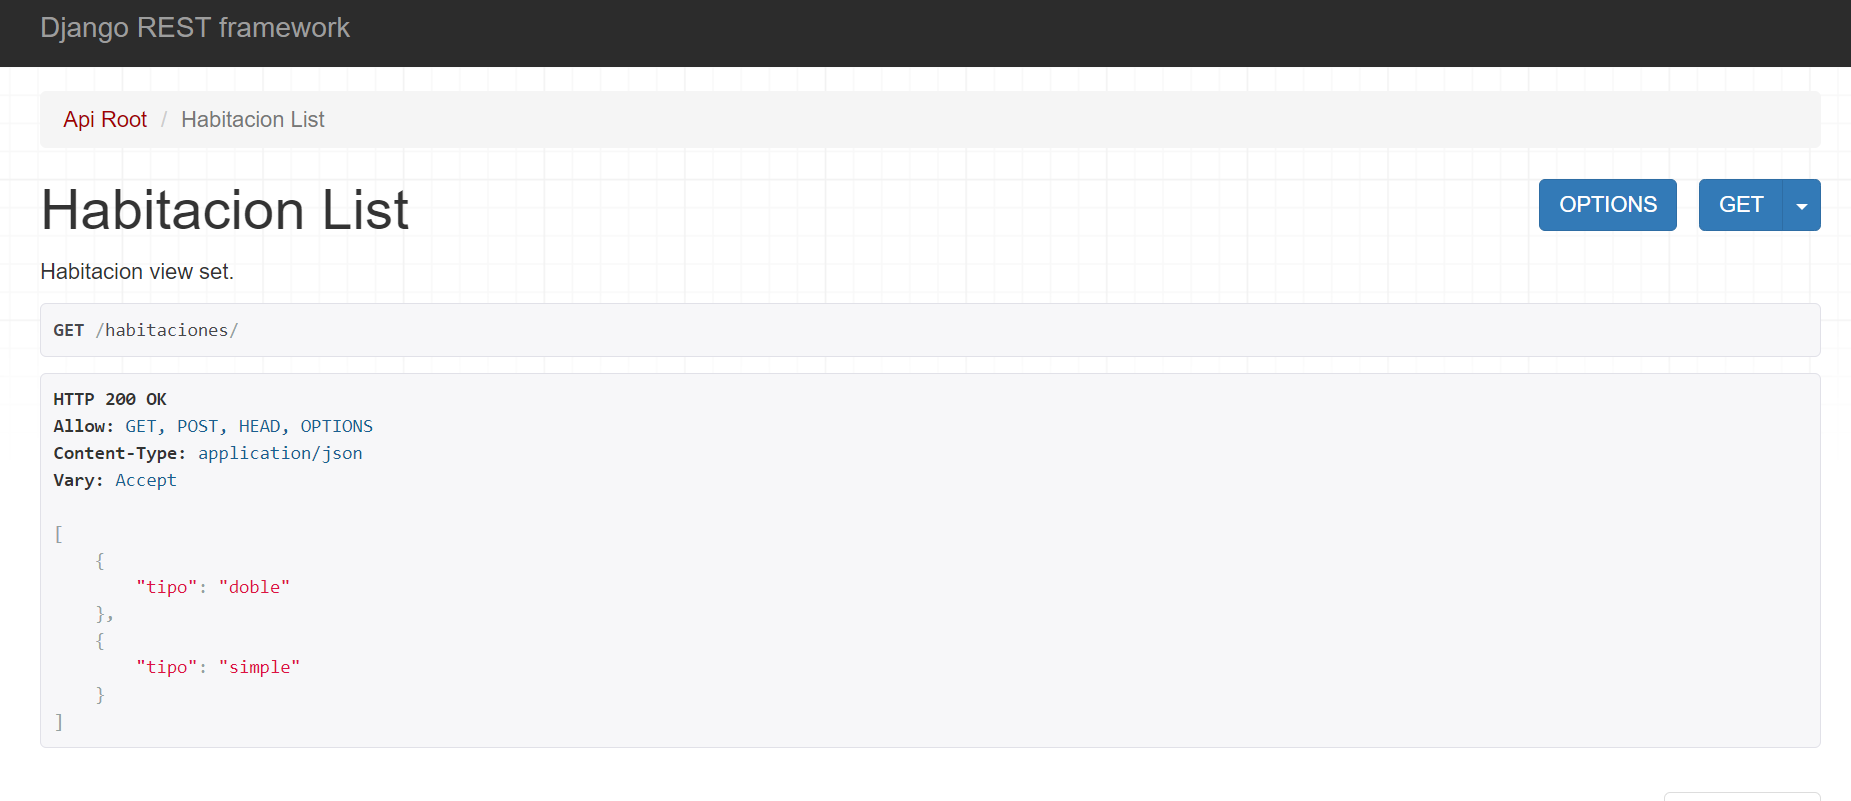 Django REST framework
Api Root / Habitacion List
Habitacion List
OPTIONS
GET
Habitacion view set.
GET /habitaciones/
HTTP 200 OK
Allow: GET, POST, HEAD, OPTIONS
Content-Type: application/json
Vary: Accept
[
    {
        "tipo": "doble"
    },
    {
        "tipo": "simple"
    }
]